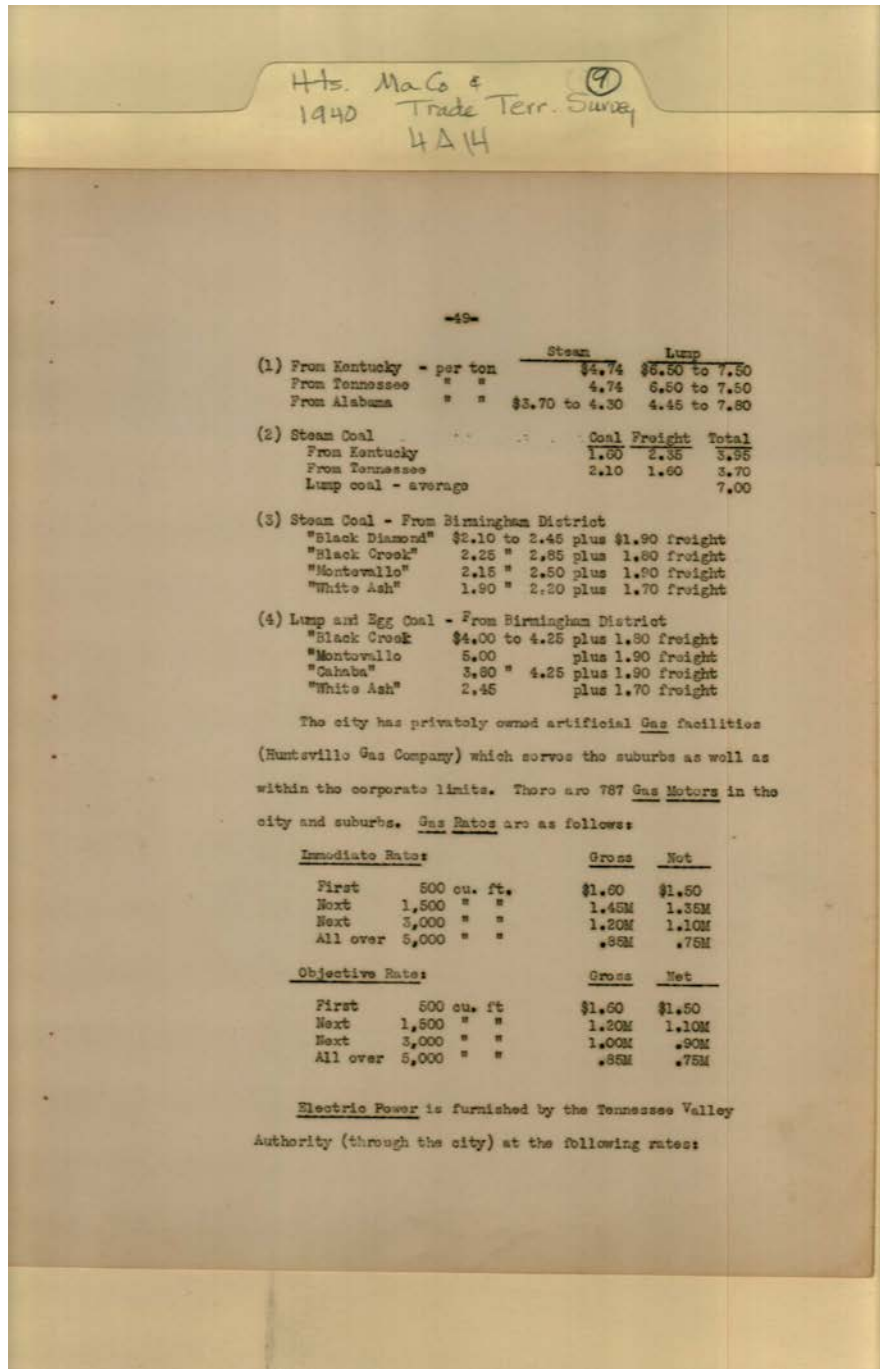 Hts. Ma Co & 9
1940 Trade Terr. Survey
4A14
-49-
Steam Lump
(1) From Kentucky - per ton $4.74 $6.50 to 7.50
From Tennessee " " 4.74 6.50 to 7.50
From Alabama " " $3.70 to 4.30 4.45 to 7.80
(2) Steam Coal Coal Freight Total
From Kentucky 1.60 2.35 3.95
From Tennessee 2.10 1.60 3.70
Lump coal - average 7.00
(3) Steam Coal - From Birmingham District
"Black Diamond" $2.10 to 2.45 plus $1.90 freight
"Black Creek" 2.25 " 2.85 plus 1.80 freight
"Montevallo" 2.15 " 2.50 plus 1.90 freight
"White Ash" 1.90 " 2.20 plus 1.70 freight
(4) Lump and Egg Coal - From Birmingham District
"Black Creek $4.00 to 4.25 plus 1.80 freight
"Montevallo 5.00 plus 1.90 freight
"Cahaba" 3.80 " 4.25 plus 1.90 freight
"White Ash" 2.45 plus 1.70 freight
The city has privately owned artificial Gas facilities
(Huntsville Gas Company) which serves the suburbs as well as
within the corporate limits. There are 787 Gas Meters in the
city and suburbs. Gas Rates are as follows:
Immediate Rate: Gross Net
First 500 cu. ft. $1.60 $1.50
Next 1,500 " " 1.45M 1.35M
Next 3,000 " " 1.20M 1.10M
All over 5,000 " " .85M .75M
Objective Rate: Gross Net
First 500 cu. ft $1.60 $1.50
Next 1,500 " " 1.20M 1.10M
Next 3,000 " " 1.00M .90M
All over 5,000 " " .85M .75M
Electric Power is furnished by the Tennessee Valley
Authority (through the city) at the following rates: